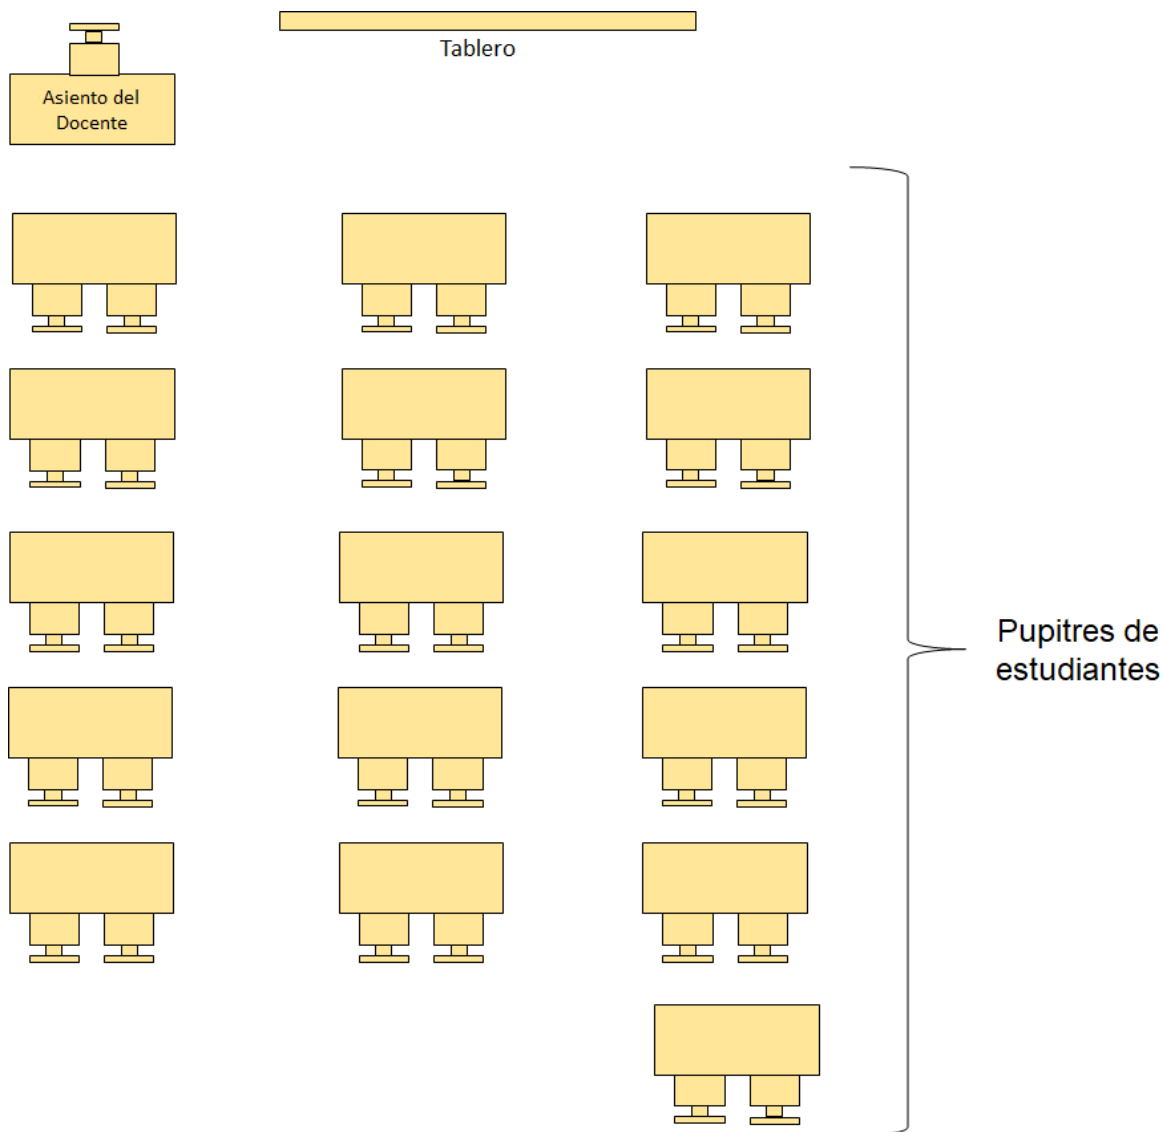 Tablero
Asiento del
Docente
Pupitres de
estudiantes